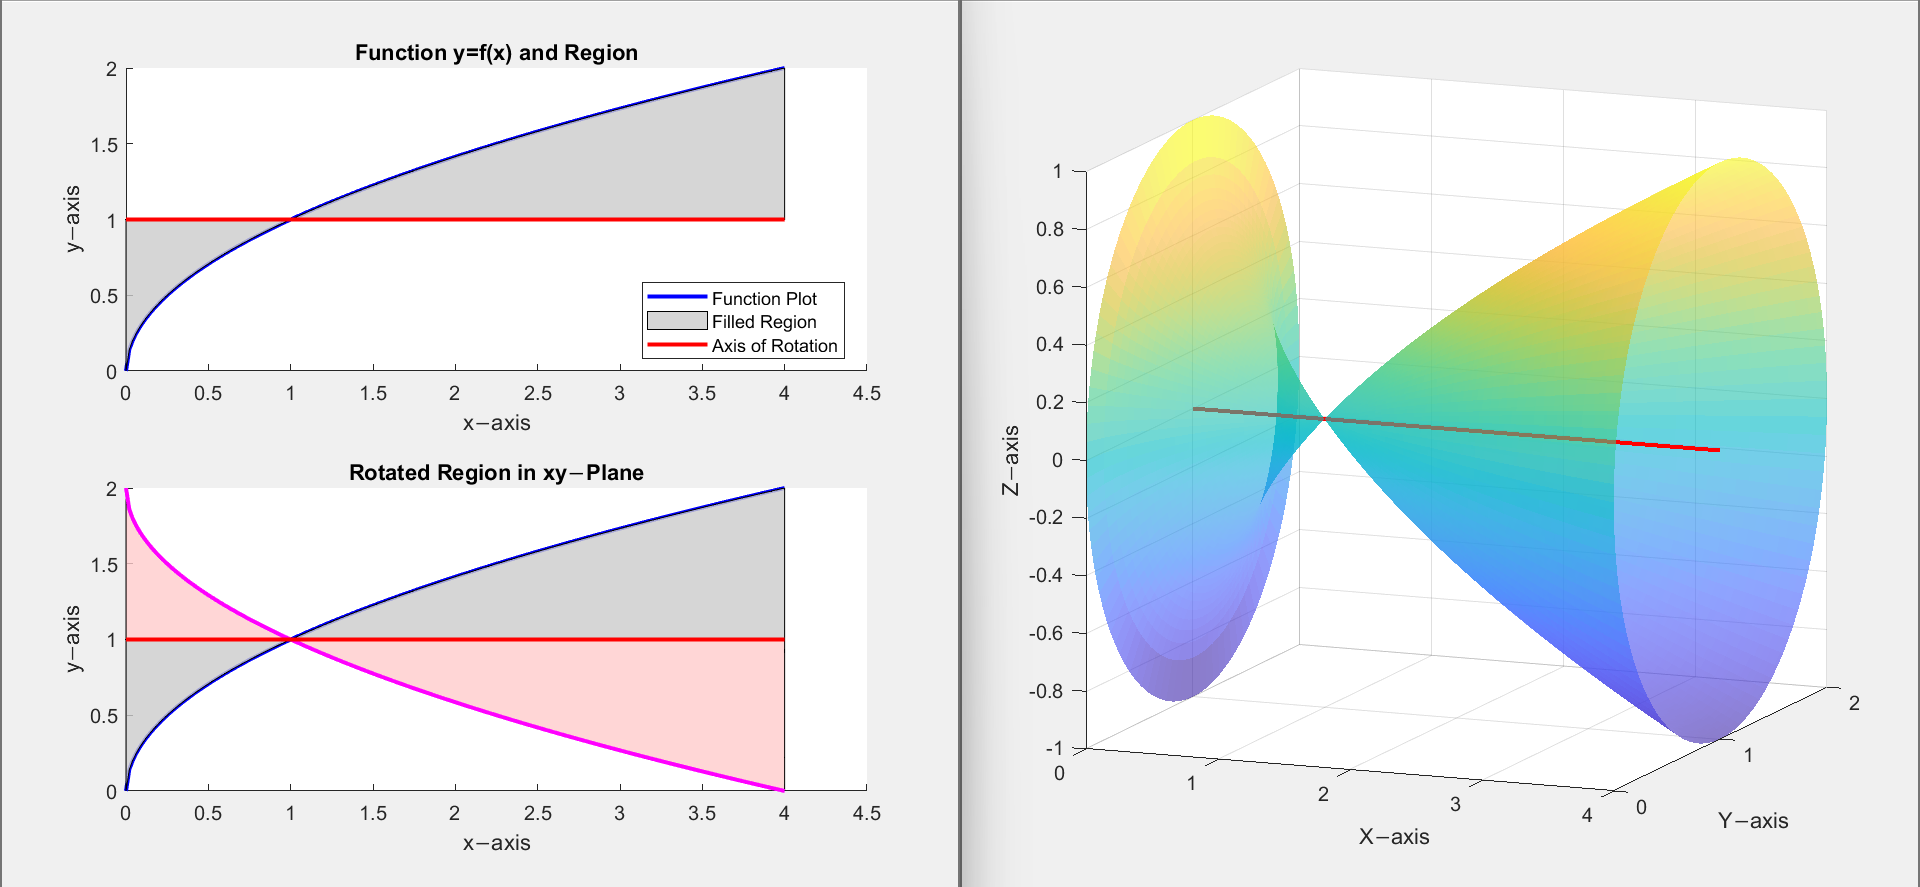 Function y=f(x) and Region
2
1.5
1
0.5
0
y−axis
0 0.5 1 1.5 2 2.5 3 3.5 4 4.5
x−axis
Function Plot
Filled Region
Axis of Rotation
Rotated Region in xy−Plane
2
1.5
1
0.5
0
y−axis
0 0.5 1 1.5 2 2.5 3 3.5 4 4.5
x−axis
1
0.8
0.6
0.4
0.2
0
-0.2
-0.4
-0.6
-0.8
-1
Z−axis
0 1 2 3 4
X−axis
0 1 2
Y−axis